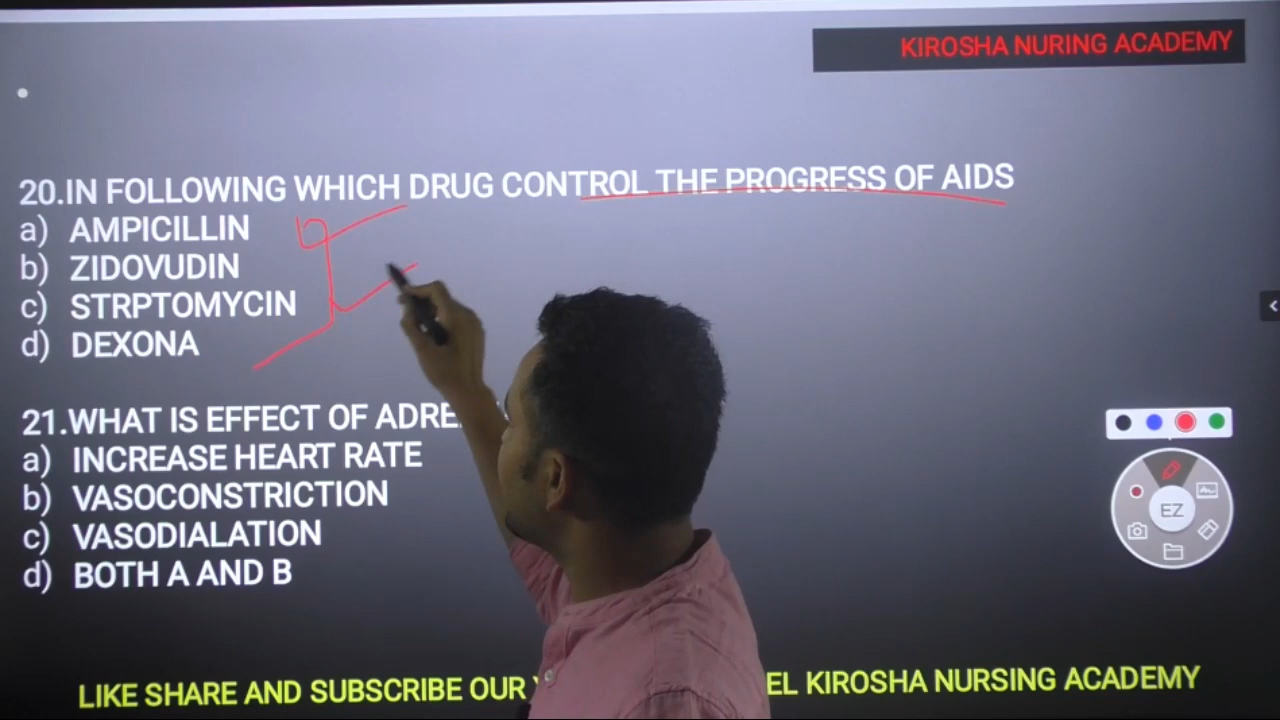 KIROSHA NURING ACADEMY
20.IN FOLLOWING WHICH DRUG CONTROL THE PROGRESS OF AIDS
a) AMPICILLIN
b) ZIDOVUDIN
c) STRPTOMYCIN
d) DEXONA
21.WHAT IS EFFECT OF
a) INCREASE HEART RATE
b) VASOCONSTRICTION
c) VASODIALATION
d) BOTH A AND B
EZ
LIKE SHARE AND SUBSCRIBE OUR KIROSHA NURSING ACADEMY